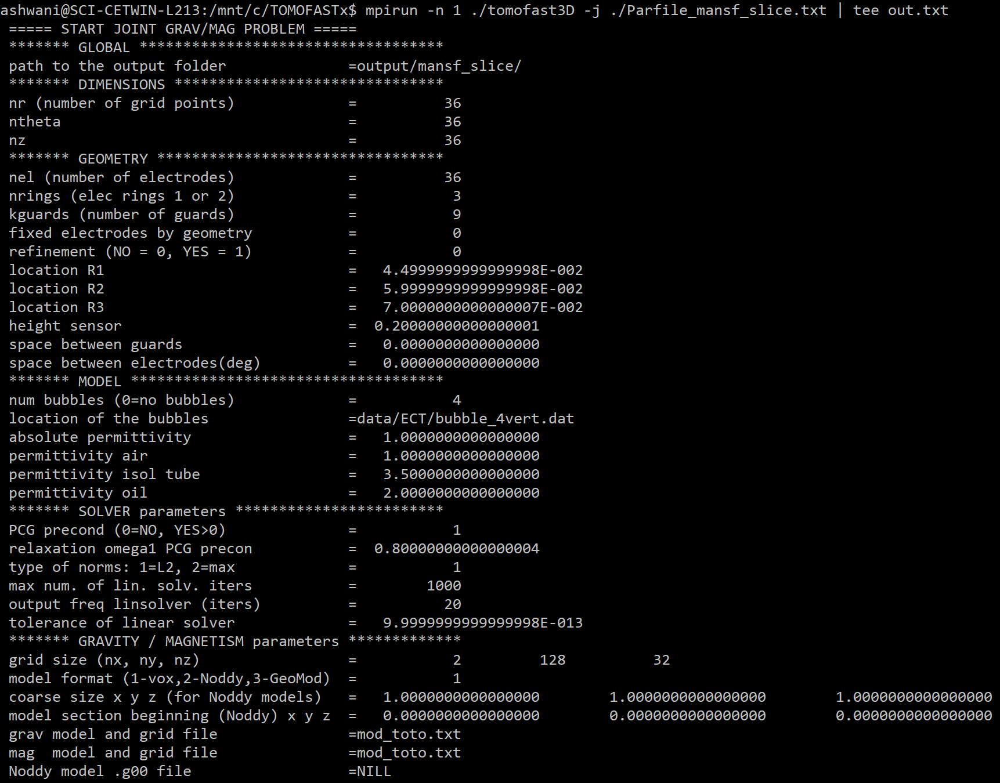 ashwani@SCI-CETWIN-L213:/mnt/c/TOMOFASTx$ mpirun -n 1 ./tomofast3D -j ./Parfile_mansf_slice.txt | tee out.txt
===== START JOINT GRAV/MAG PROBLEM =====
******* GLOBAL ***********************************
path to the output folder              =output/mansf_slice/
******* DIMENSIONS *******************************
nr (number of grid points)             =          36
ntheta                                 =          36
nz                                     =          36
******* GEOMETRY *********************************
nel (number of electrodes)             =          36
nrings (elec rings 1 or 2)             =           3
kguards (number of guards)             =           9
fixed electrodes by geometry           =           0
refinement (NO = 0, YES = 1)           =           0
location R1                            =   4.4999999999999998E-002
location R2                            =   5.9999999999999998E-002
location R3                            =   7.0000000000000007E-002
height sensor                          =  0.20000000000000001
space between guards                   =   0.0000000000000000
space between electrodes(deg)          =   0.0000000000000000
******* MODEL ************************************
num bubbles (0=no bubbles)             =           4
location of the bubbles                =data/ECT/bubble_4vert.dat
absolute permittivity                  =   1.0000000000000000
permittivity air                       =   1.0000000000000000
permittivity isol tube                 =   3.5000000000000000
permittivity oil                       =   2.0000000000000000
******* SOLVER parameters ************************
PCG precond (0=NO, YES>0)              =           1
relaxation omega1 PCG precon           =  0.80000000000000004
type of norms: 1=L2, 2=max             =           1
max num. of lin. solv. iters           =        1000
output freq linsolver (iters)          =          20
tolerance of linear solver             =   9.9999999999999998E-013
******* GRAVITY / MAGNETISM parameters *************
grid size (nx, ny, nz)                 =           2         128          32
model format (1-vox,2-Noddy,3-GeoMod)  =           1
coarse size x y z (for Noddy models)   =   1.0000000000000000        1.0000000000000000        1.0000000000000000
model section beginning (Noddy) x y z  =   0.0000000000000000        0.0000000000000000        0.0000000000000000
grav model and grid file               =mod_toto.txt
mag  model and grid file               =mod_toto.txt
Noddy model .g00 file                  =NILL